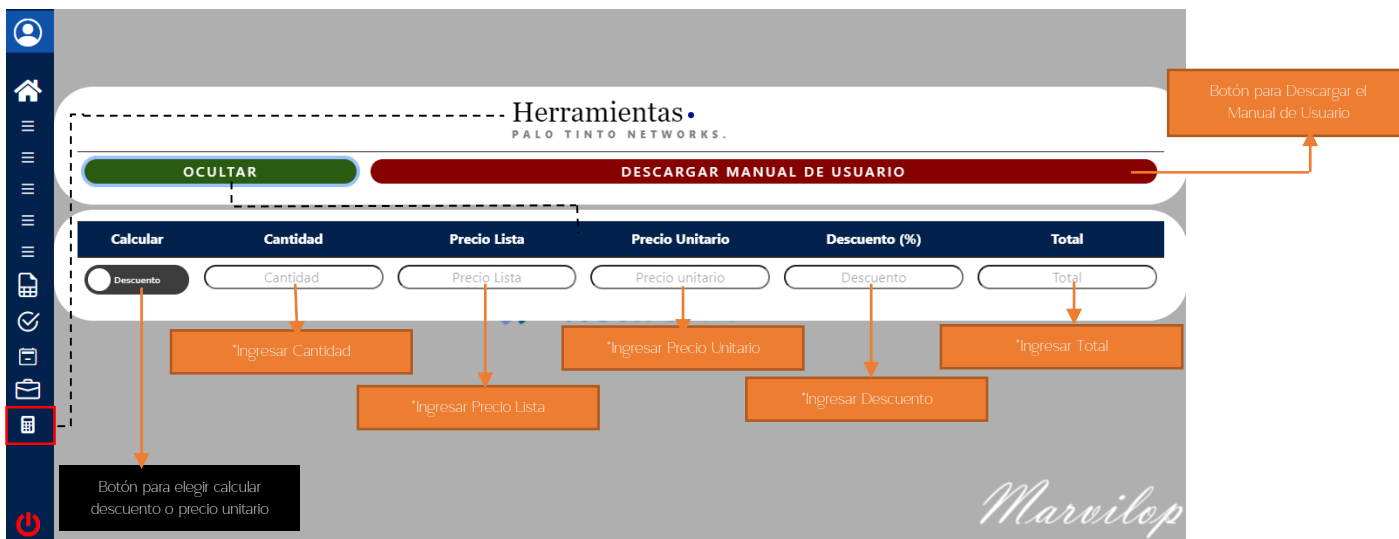 Botón para Descargar el
Manual de Usuario
Herramientas.
PALO TINTO NETWORKS.
OCULTAR
DESCARGAR MANUAL DE USUARIO
Calcular Cantidad Precio Lista Precio Unitario Descuento (%) Total
Descuento Cantidad Precio Lista Precio unitario Descuento Total
*Ingresar Cantidad
*Ingresar Precio Unitario
*Ingresar Total
*Ingresar Precio Lista
*Ingresar Descuento
Botón para elegir calcular
descuento o precio unitario
Marvilop